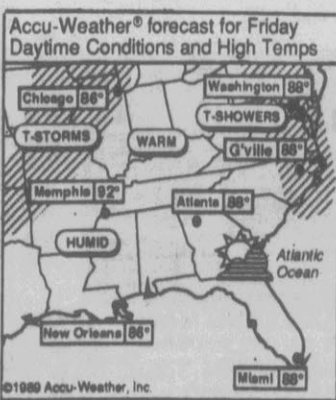 Accu-Weather® forecast for Friday
Daytime Conditions and High Temps
Washington 88°
Chicago 86°
T-SHOWERS
T-STORMS
WARM
G'ville 88°
Memphis 92°
Atlanta 88°
HUMID
Atlantic
Ocean
New Orleans 86°
Miami 88°
©1989 Accu-Weather, Inc.